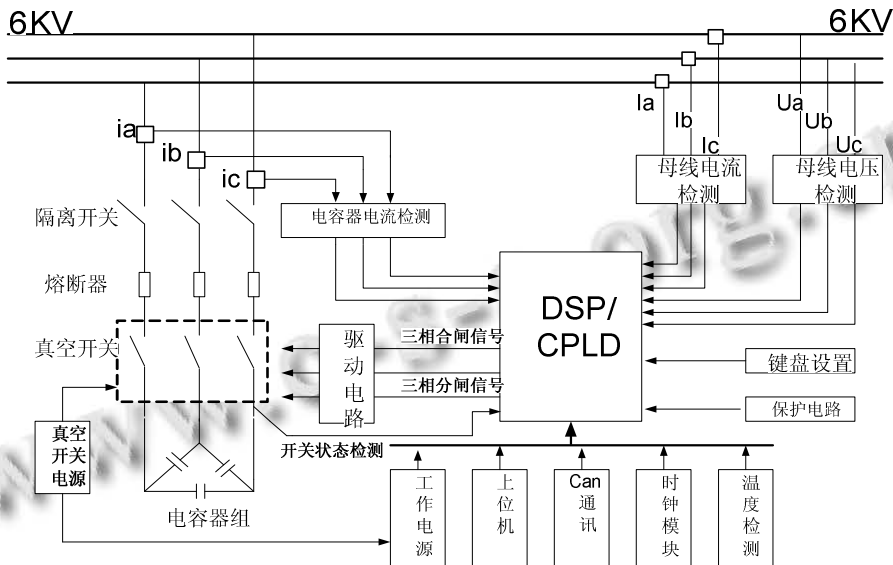 6KV
6KV
ia
ib
ic
Ia
Ib
Ic
Ua
Ub
Uc
母线电流
检测
母线电压
检测
隔离开关
电容器电流检测
熔断器
DSP/
CPLD
真空开关
驱动电路
三相合闸信号
三相分闸信号
键盘设置
保护电路
真空
开关
电源
开关状态检测
电容器组
工作电源
上位机
Can
通讯
时钟模块
温度检测